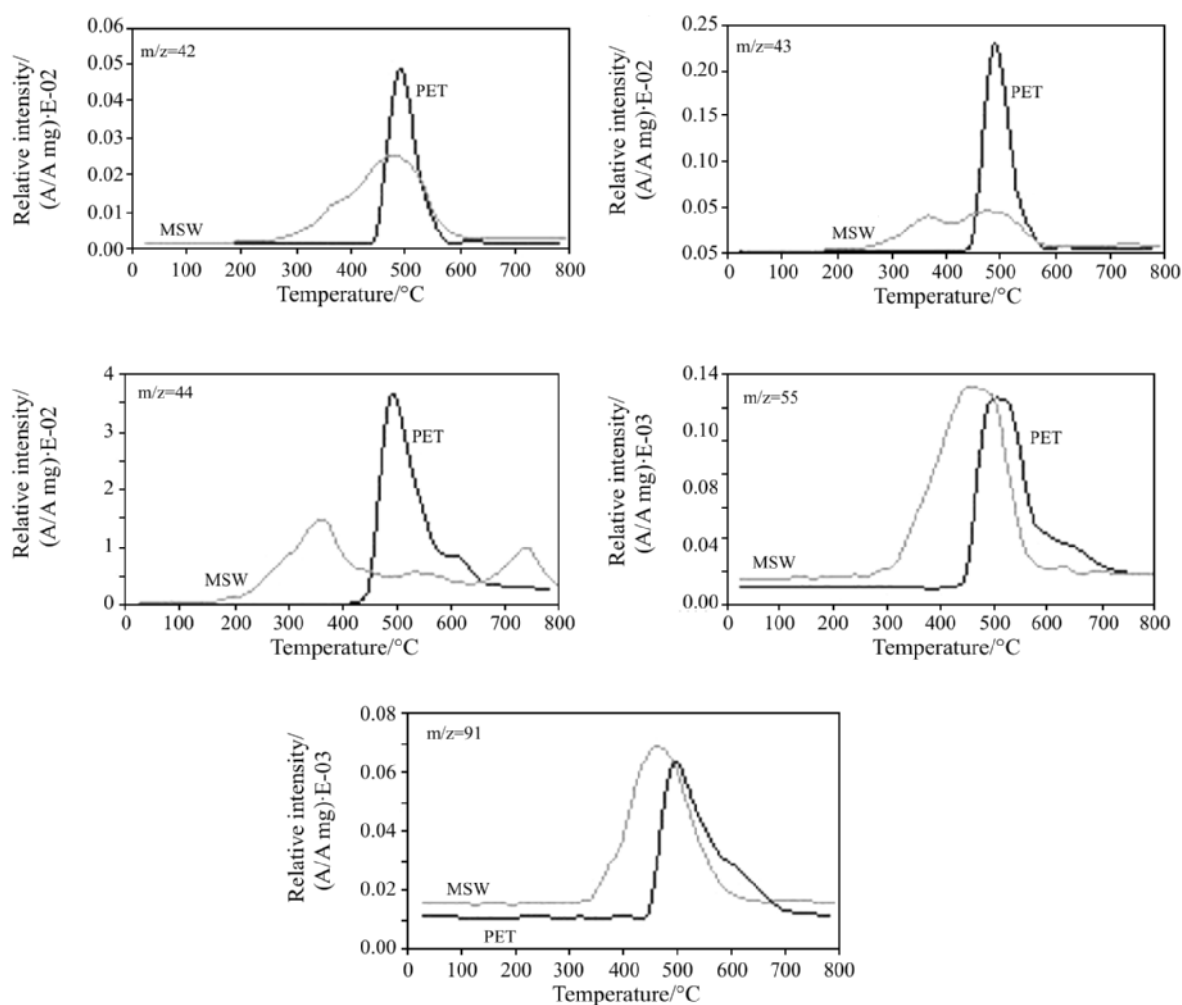 Relative intensity/
(A/A mg)·E-02
m/z=42
0.06
0.05
0.04
0.03
0.02
0.01
0.00
PET
MSW
0 100 200 300 400 500 600 700 800
Temperature/°C
Relative intensity/
(A/A mg)·E-02
m/z=43
0.25
0.20
0.15
0.10
0.05
0.05
PET
MSW
0 100 200 300 400 500 600 700 800
Temperature/°C
Relative intensity/
(A/A mg)·E-02
m/z=44
4
3
2
1
0
PET
MSW
0 100 200 300 400 500 600 700 800
Temperature/°C
Relative intensity/
(A/A mg)·E-03
m/z=55
0.14
0.10
0.08
0.04
0.00
PET
MSW
0 100 200 300 400 500 600 700 800
Temperature/°C
Relative intensity/
(A/A mg)·E-03
m/z=91
0.08
0.06
0.04
0.02
0.00
MSW
PET
0 100 200 300 400 500 600 700 800
Temperature/°C